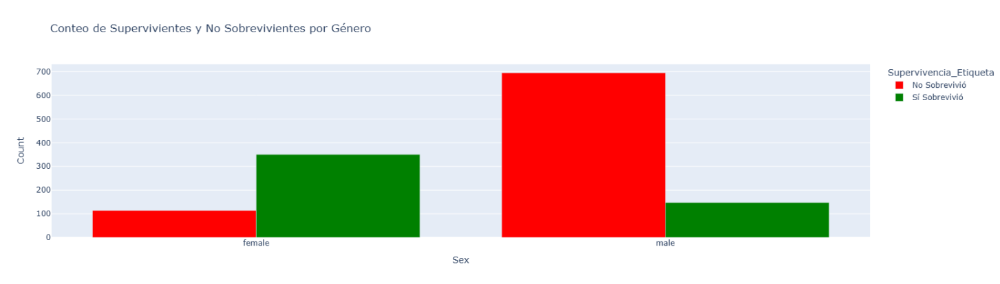 Conteo de Supervivientes y No Sobrevivientes por Género
700
600
500
400
300
200
100
0
Count
female
male
Sex
Supervivencia_Etiqueta
No Sobrevivió
Sí Sobrevivió